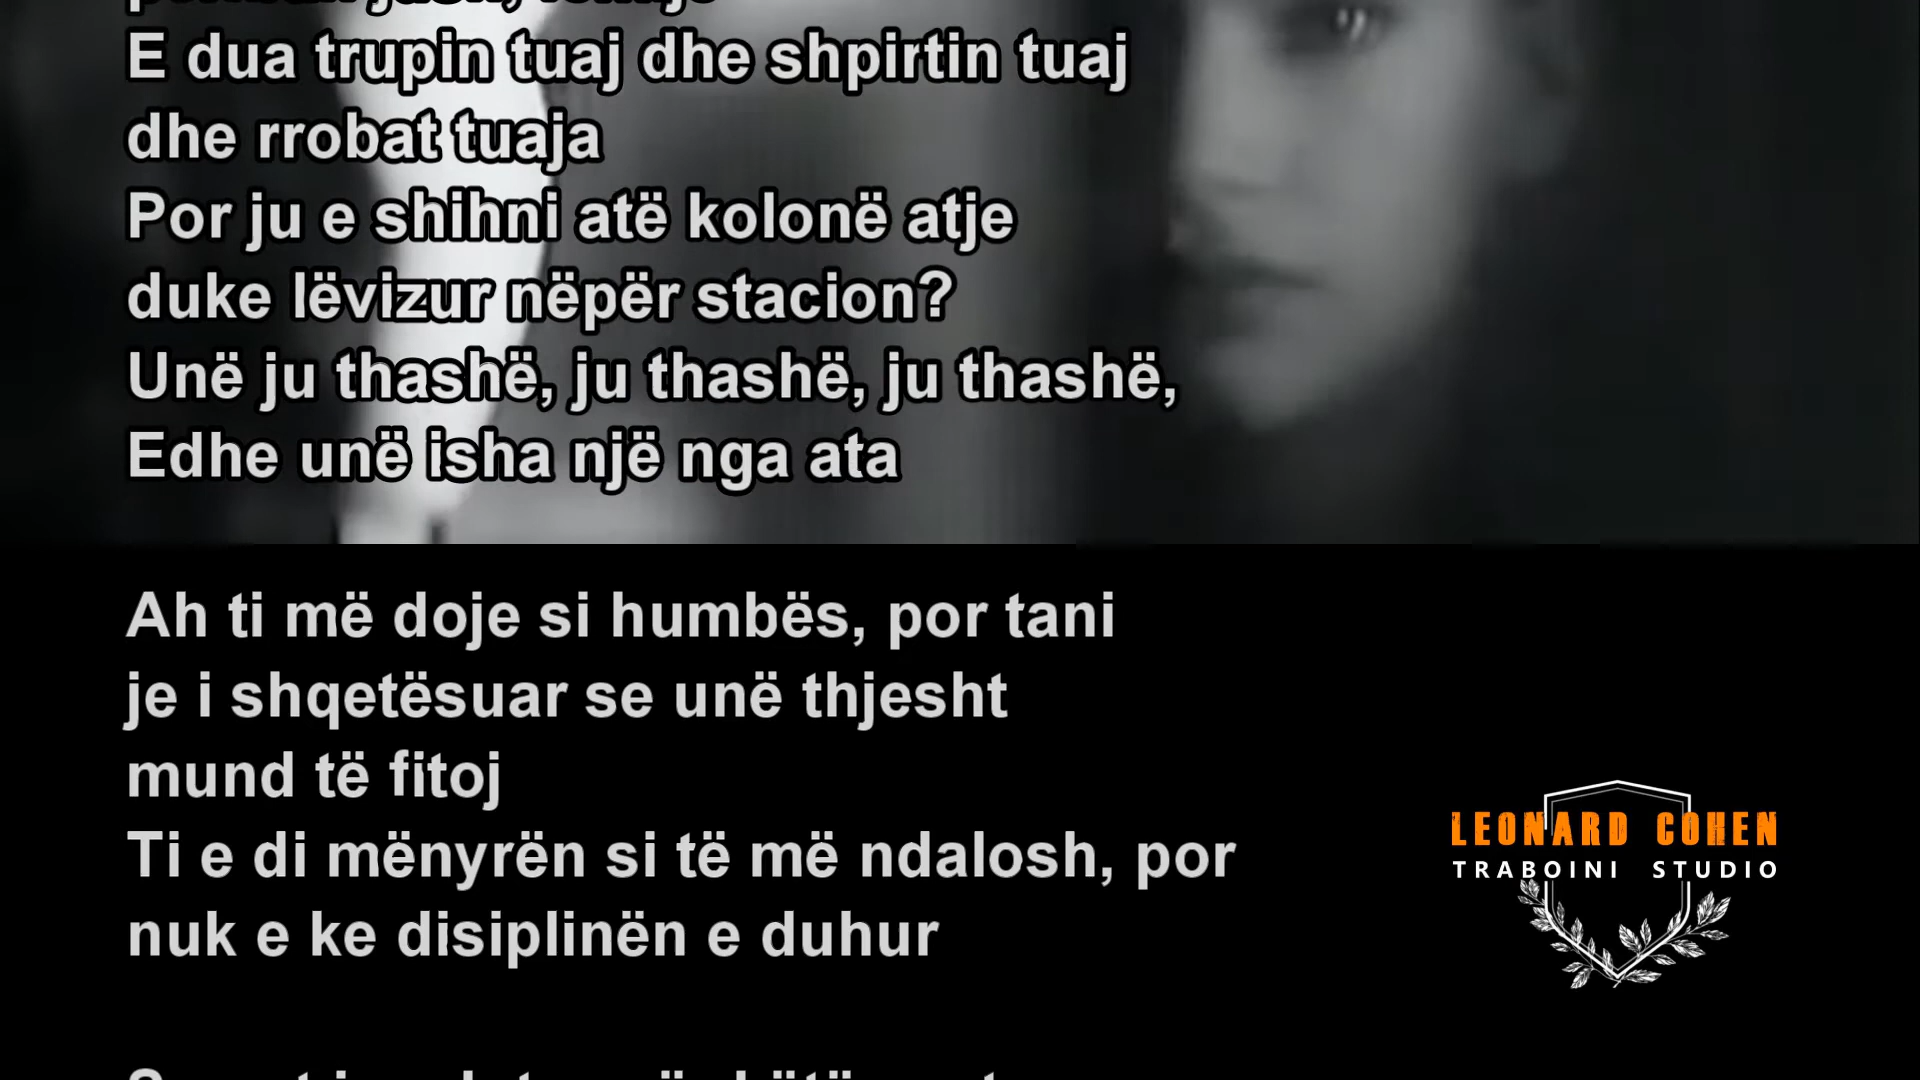 E dua trupin tuaj dhe shpirtin tuaj
dhe rrobat tuaja
Por ju e shihni atë kolonë atje
duke lëvizur nëpër stacion?
Unë ju thashë, ju thashë, ju thashë,
Edhe unë isha një nga ata
Ah ti më doje si humbës, por tani
je i shqetësuar se unë thjesht
mund të fitoj
Ti e di mënyrën si të më ndalosh, por
nuk e ke disiplinën e duhur
LEONARD COHEN
TRABOINI STUDIO